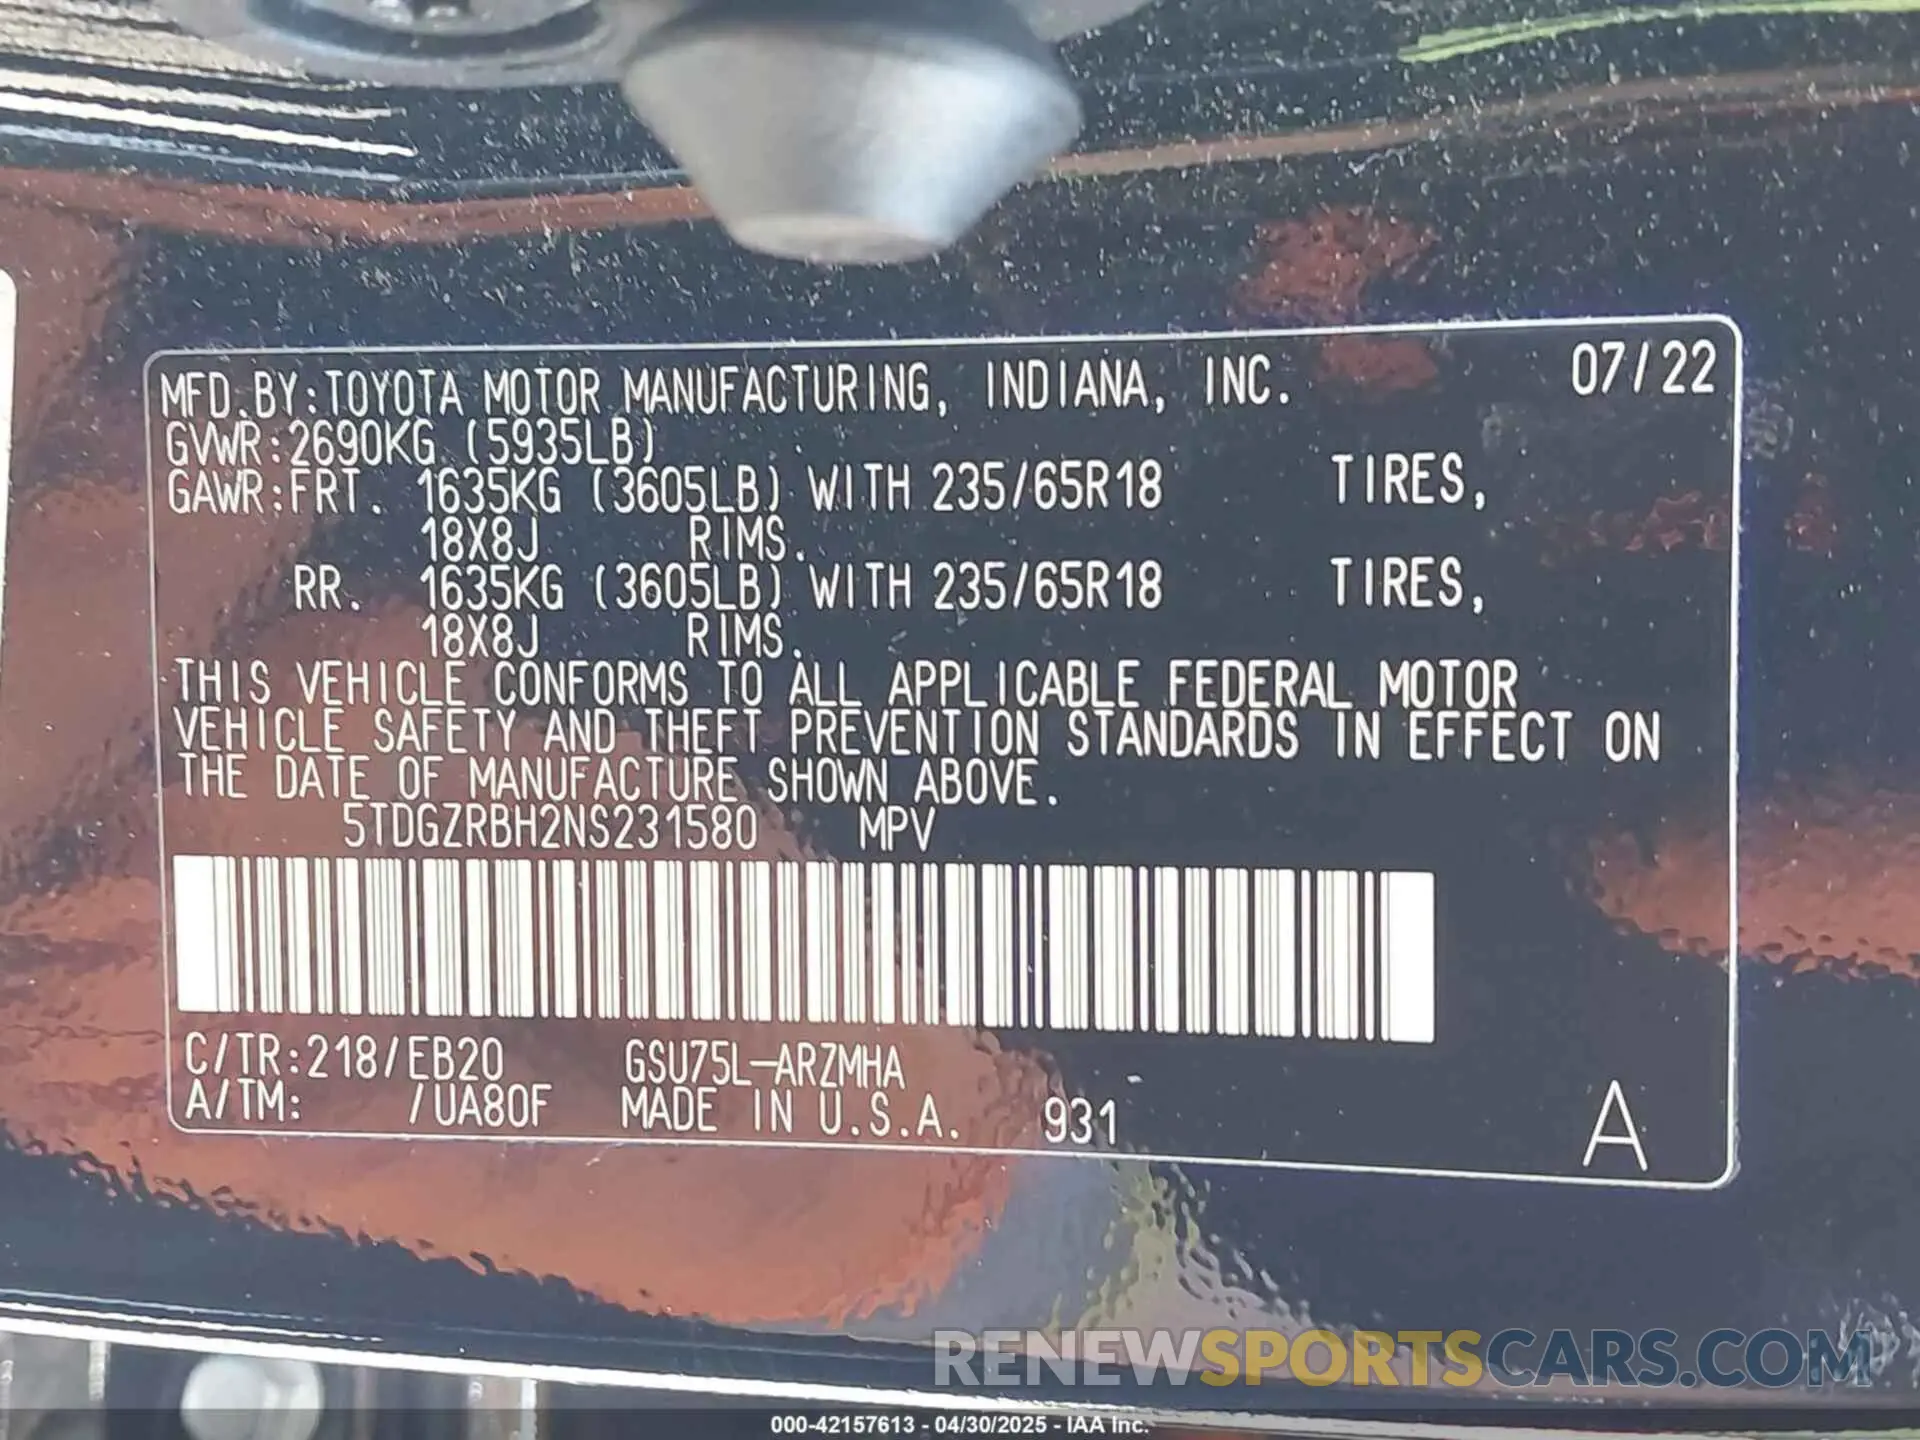 MFD.BY:TOYOTA MOTOR MANUFACTURING, INDIANA, INC. 07/22
GVWR:2690KG (5935LB)
GAWR:FRT. 1635KG (3605LB) WITH 235/65R18 TIRES,
18X8J RIMS.
RR. 1635KG (3605LB) WITH 235/65R18 TIRES,
18X8J RIMS.
THIS VEHICLE CONFORMS TO ALL APPLICABLE FEDERAL MOTOR
VEHICLE SAFETY AND THEFT PREVENTION STANDARDS IN EFFECT ON
THE DATE OF MANUFACTURE SHOWN ABOVE.
5TDGZRBH2NS231580 MPV
C/TR:218/EB20 GSU75L-ARZMHA
A/TM: /UA80F MADE IN U.S.A. 931 A
RENEWSPORTSCARS.COM
000-42157613 - 04/30/2025 - IAA Inc.